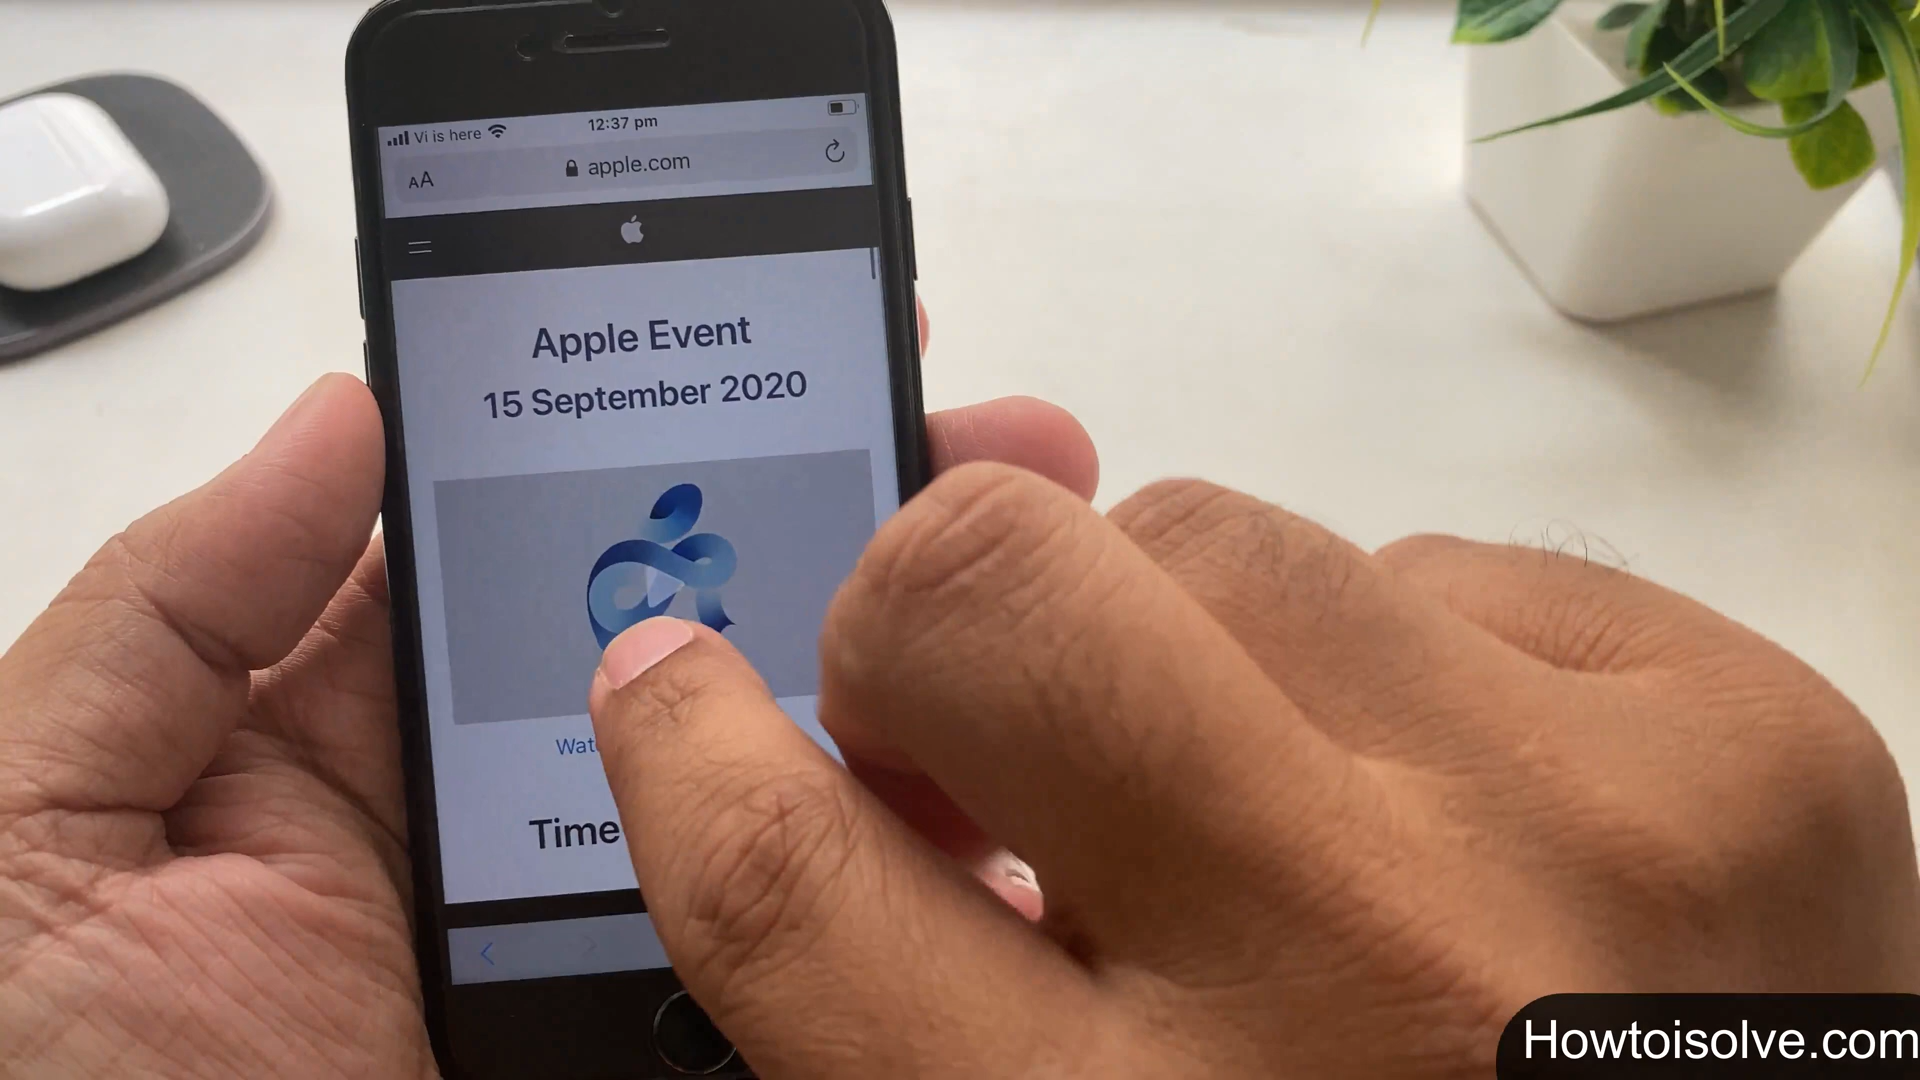 Vi is here 12:37 pm
AA apple.com
Apple Event
15 September 2020
Time
Howtoisolve.com